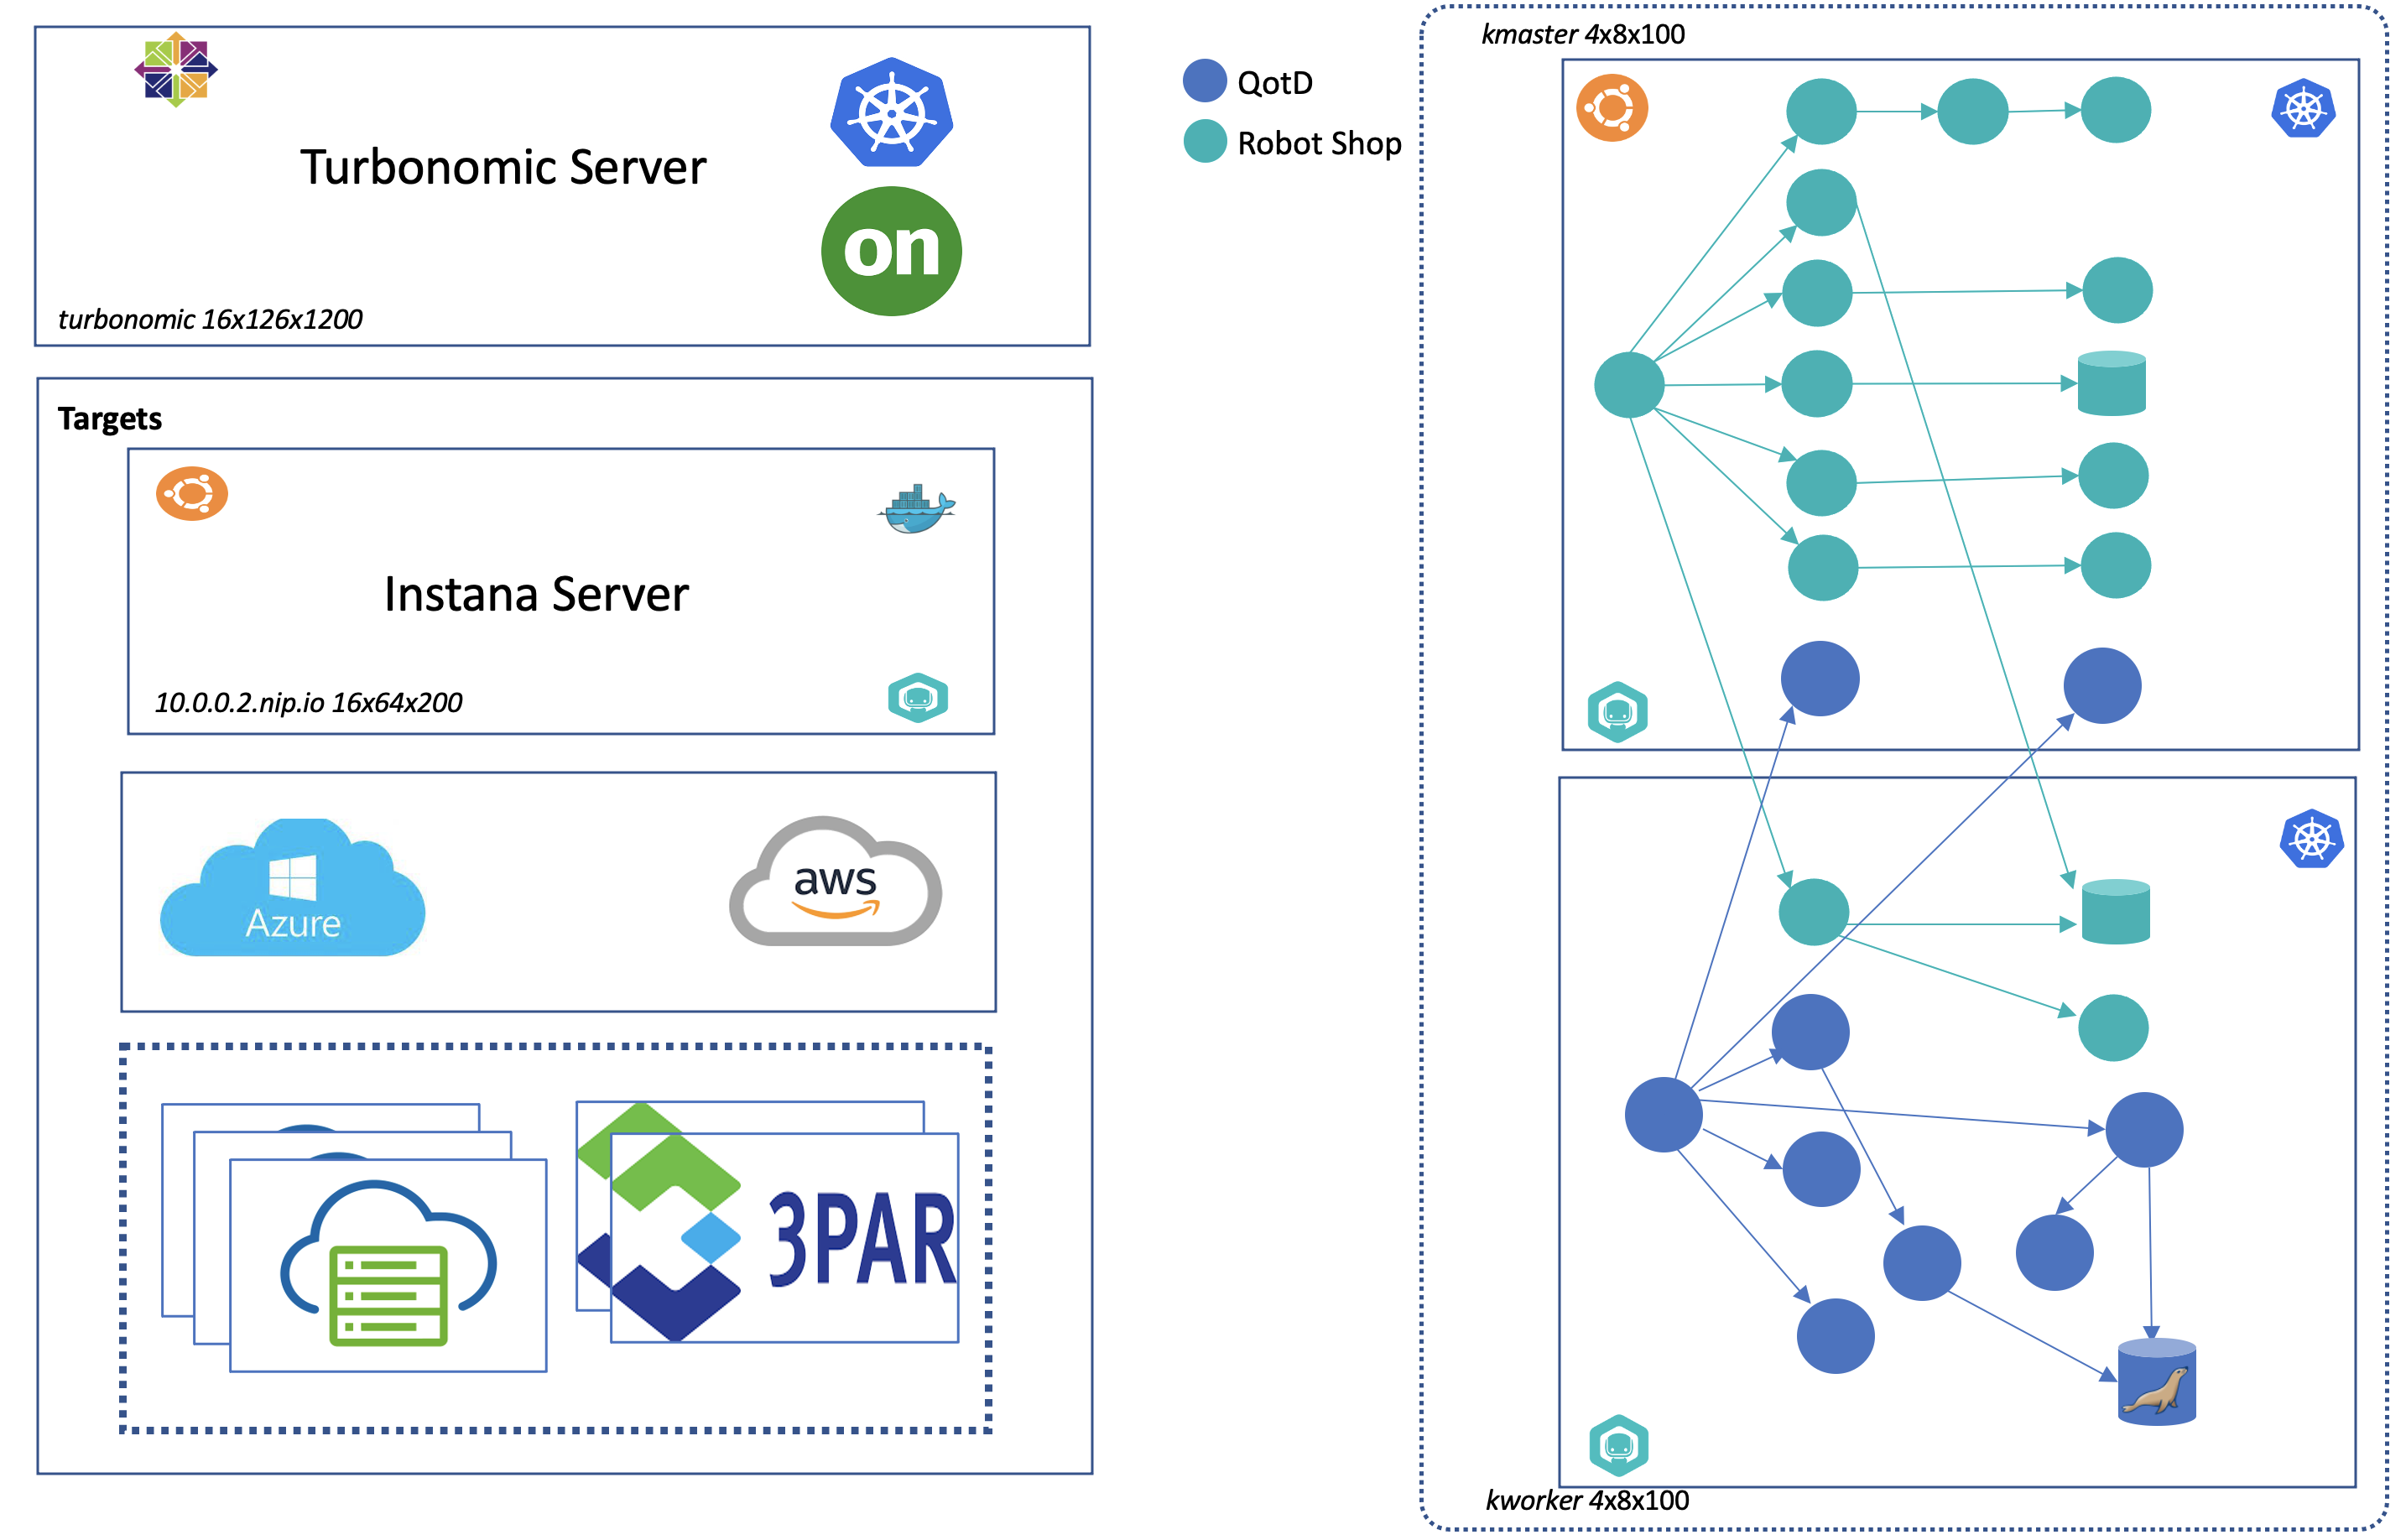 Turbonomic Server
on
turbonomic 16x126x1200
Targets
Instana Server
10.0.0.2.nip.io 16x64x200
Azure
aws
3PAR
QotD
Robot Shop
kmaster 4x8x100
kworker 4x8x100